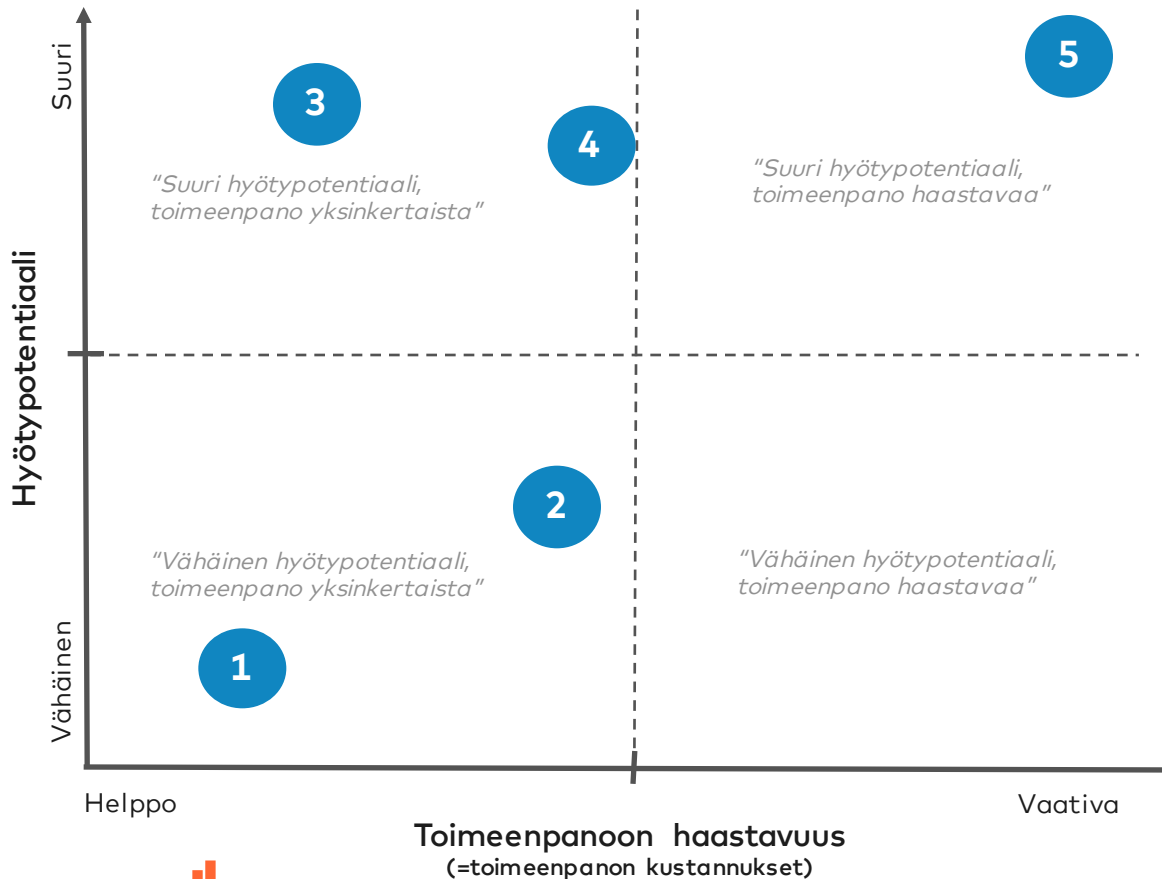 Suuri
5
3
4
“Suuri hyötypotentiaali,
toimeenpano yksinkertaista”
“Suuri hyötypotentiaali,
toimeenpano haastavaa”
Hyötypotentiaali
2
“Vähäinen hyötypotentiaali,
toimeenpano yksinkertaista”
“Vähäinen hyötypotentiaali,
toimeenpano haastavaa”
1
Vähäinen
Helppo
Vaativa
Toimeenpanoon haastavuus
(=toimeenpanon kustannukset)